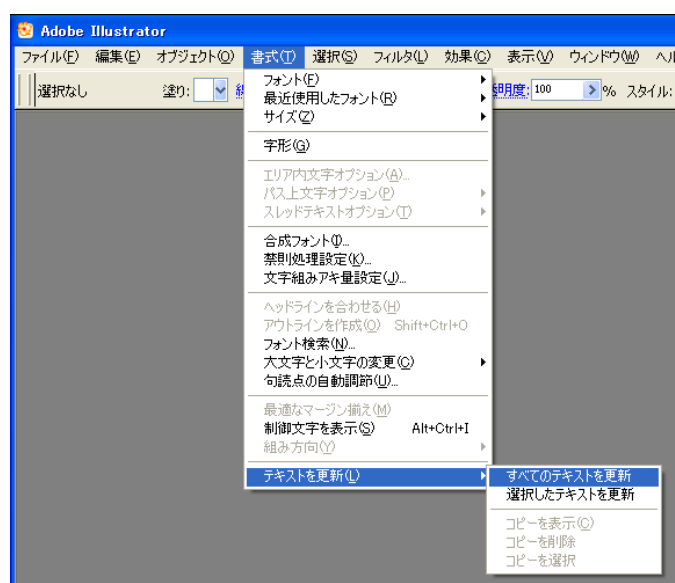 Adobe Illustrator
ファイル(F) 編集(E) オブジェクト(O) 書式(T) 選択(S) フィルタ(L) 効果(C) 表示(V) ウィンドウ(W) ヘル
選択なし 塗り: 明度: 100 % スタイル:
フォント(F)
最近使用したフォント(R)
サイズ(Z)
字形(G)
エリア内文字オプション(A)...
パス上文字オプション(P)
スレッドテキストオプション(T)
合成フォント(I)...
禁則処理設定(K)...
文字組みアキ量設定(J)...
ヘッドラインを合わせる(H)
アウトラインを作成(O) Shift+Ctrl+O
フォント検索(N)...
大文字と小文字の変更(C)
句読点の自動調節(U)...
最適なマージン揃え(M)
制御文字を表示(S) Alt+Ctrl+I
組み方向(Y)
テキストを更新(L)
すべてのテキストを更新
選択したテキストを更新
コピーを表示(C)
コピーを削除
コピーを選択